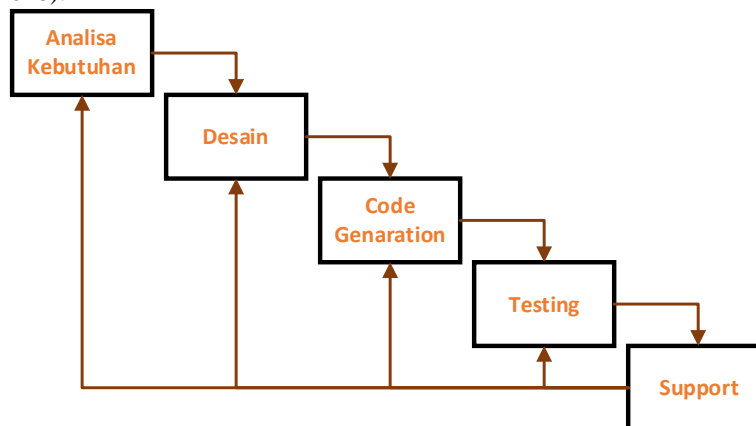 Analisa
Kebutuhan
Desain
Code
Genaration
Testing
Support